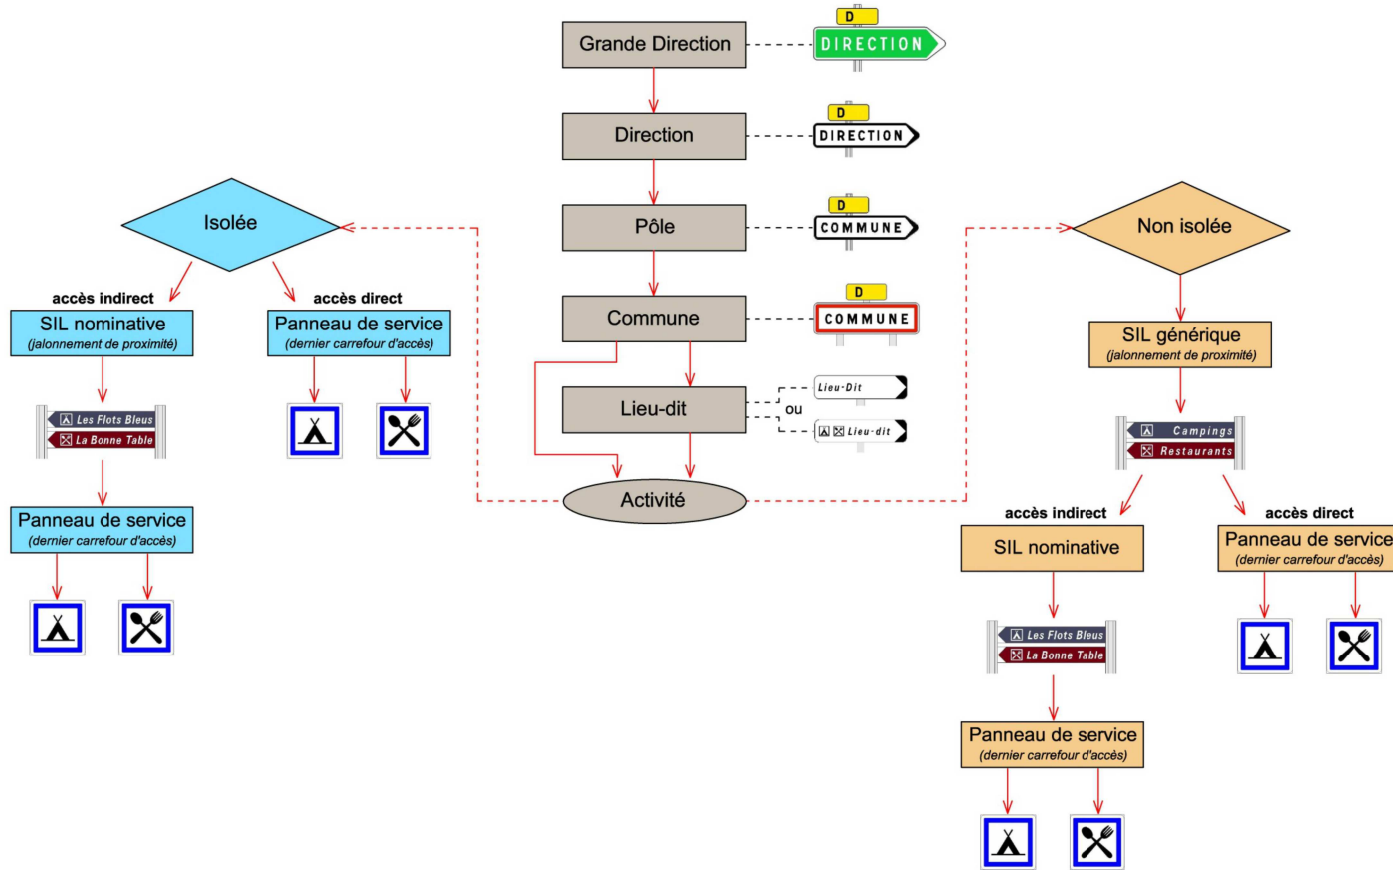 Grande Direction
D
DIRECTION
Direction
D
DIRECTION
Pôle
D
COMMUNE
Commune
D
COMMUNE
Lieu-dit
Lieu-Dit
ou
Lieu-dit
Activité
Isolée
accès indirect
SIL nominative
(jalonnement de proximité)
Les Flots Bleus
La Bonne Table
Panneau de service
(dernier carrefour d'accès)
accès direct
Panneau de service
(dernier carrefour d'accès)
Non isolée
SIL générique
(jalonnement de proximité)
Campings
Restaurants
accès indirect
SIL nominative
Les Flots Bleus
La Bonne Table
Panneau de service
(dernier carrefour d'accès)
accès direct
Panneau de service
(dernier carrefour d'accès)